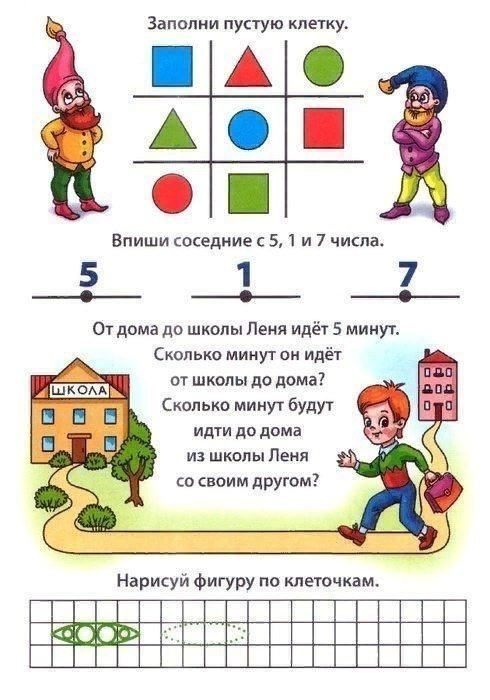 Заполни пустую клетку.
Впиши соседние с 5, 1 и 7 числа.
5 1 7
От дома до школы Леня идёт 5 минут.
Сколько минут он идёт
от школы до дома?
Сколько минут будут
идти до дома
из школы Леня
со своим другом?
ШКОЛА
Нарисуй фигуру по клеточкам.